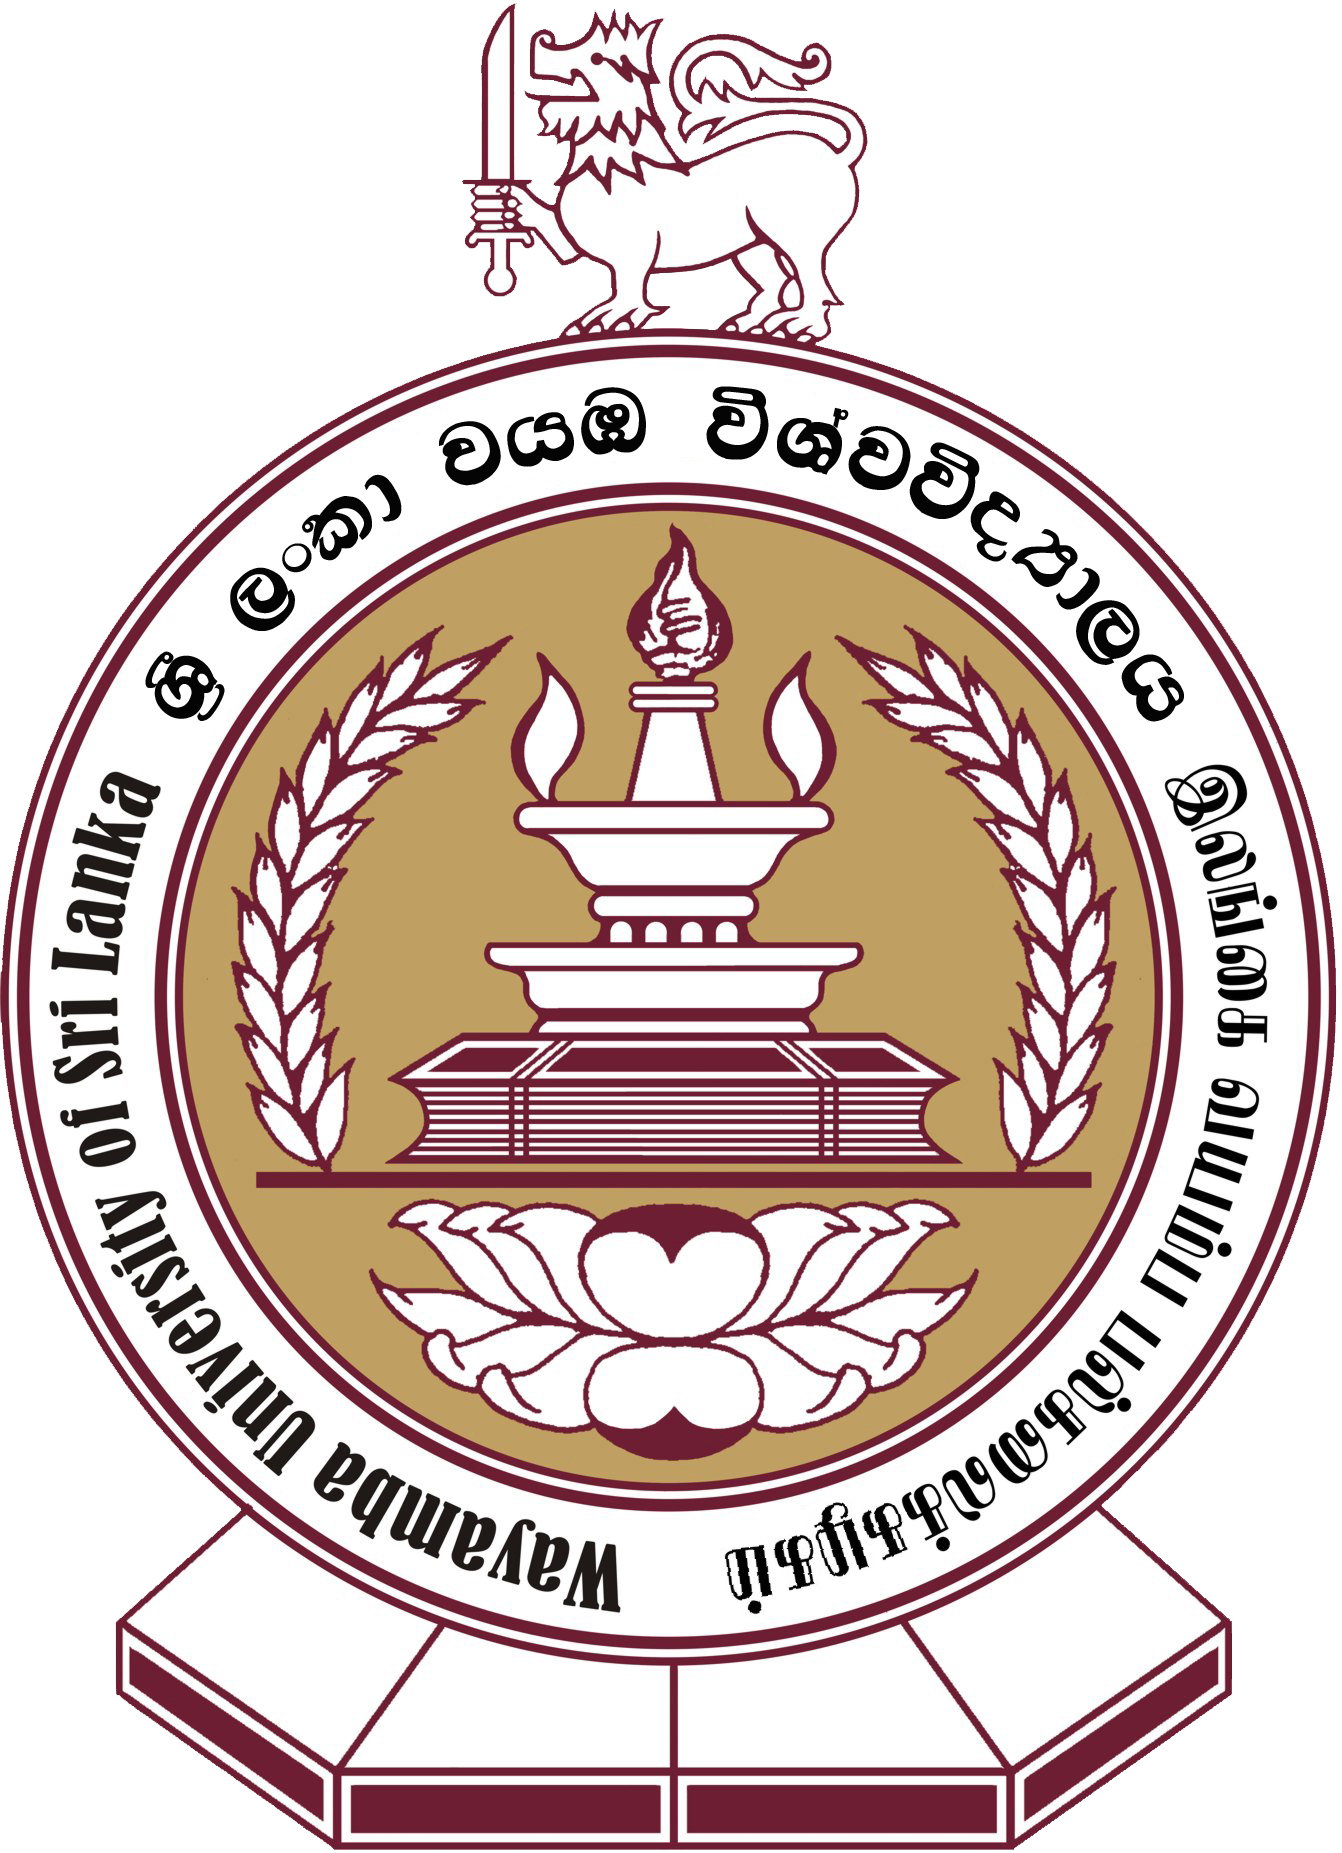 ශ්‍රී ලංකා වයඹ විශ්වවිද්‍යාලය
இலங்கை வயம்ப பல்கலைக்கழகம்
Wayamba University of Sri Lanka